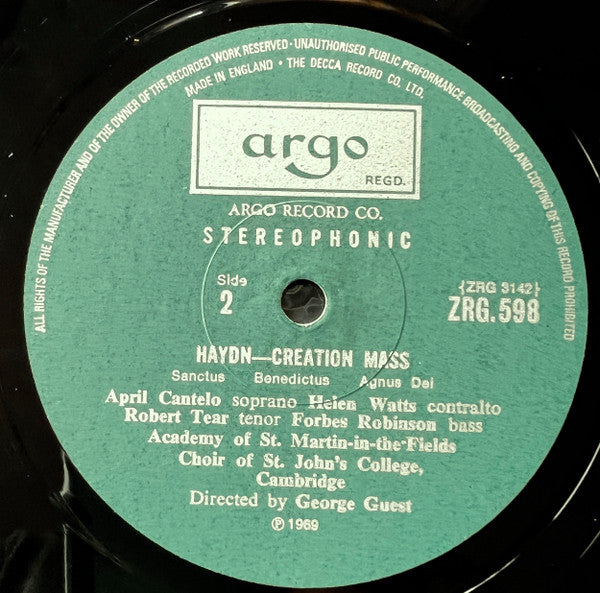 ALL RIGHTS OF THE MANUFACTURER AND OF THE OWNER OF THE RECORDED WORK RESERVED · UNAUTHORISED PUBLIC PERFORMANCE, BROADCASTING AND COPYING OF THIS RECORD PROHIBITED
MADE IN ENGLAND • THE DECCA RECORD CO, LTD.
argo
REGD.
ARGO RECORD CO.
STEREOPHONIC
Side
2
{ZRG 3142}
ZRG.598
HAYDN—CREATION MASS
Sanctus Benedictus Agnus Dei
April Cantelo soprano Helen Watts contralto
Robert Tear tenor Forbes Robinson bass
Academy of St. Martin-in-the-Fields
Choir of St. John's College,
Cambridge
Directed by George Guest
Ⓟ 1969